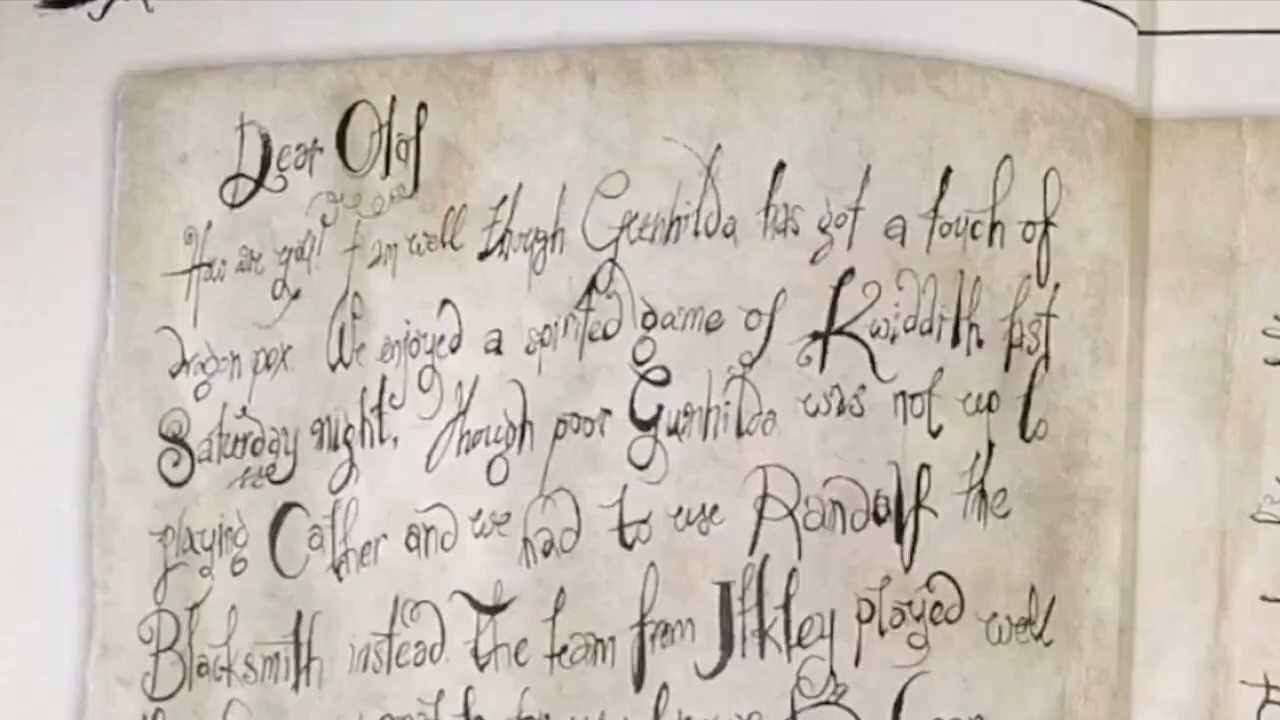 Dear Olaf
How are you? I am well though Gunhilda has got a touch of
dragon pox. We enjoyed a spirited game of Kwidditch last
Saturday night, though poor Gunhilda was not up to
playing Catcher and we had to use Randolf the
Blacksmith instead. The team from Ilkley played well